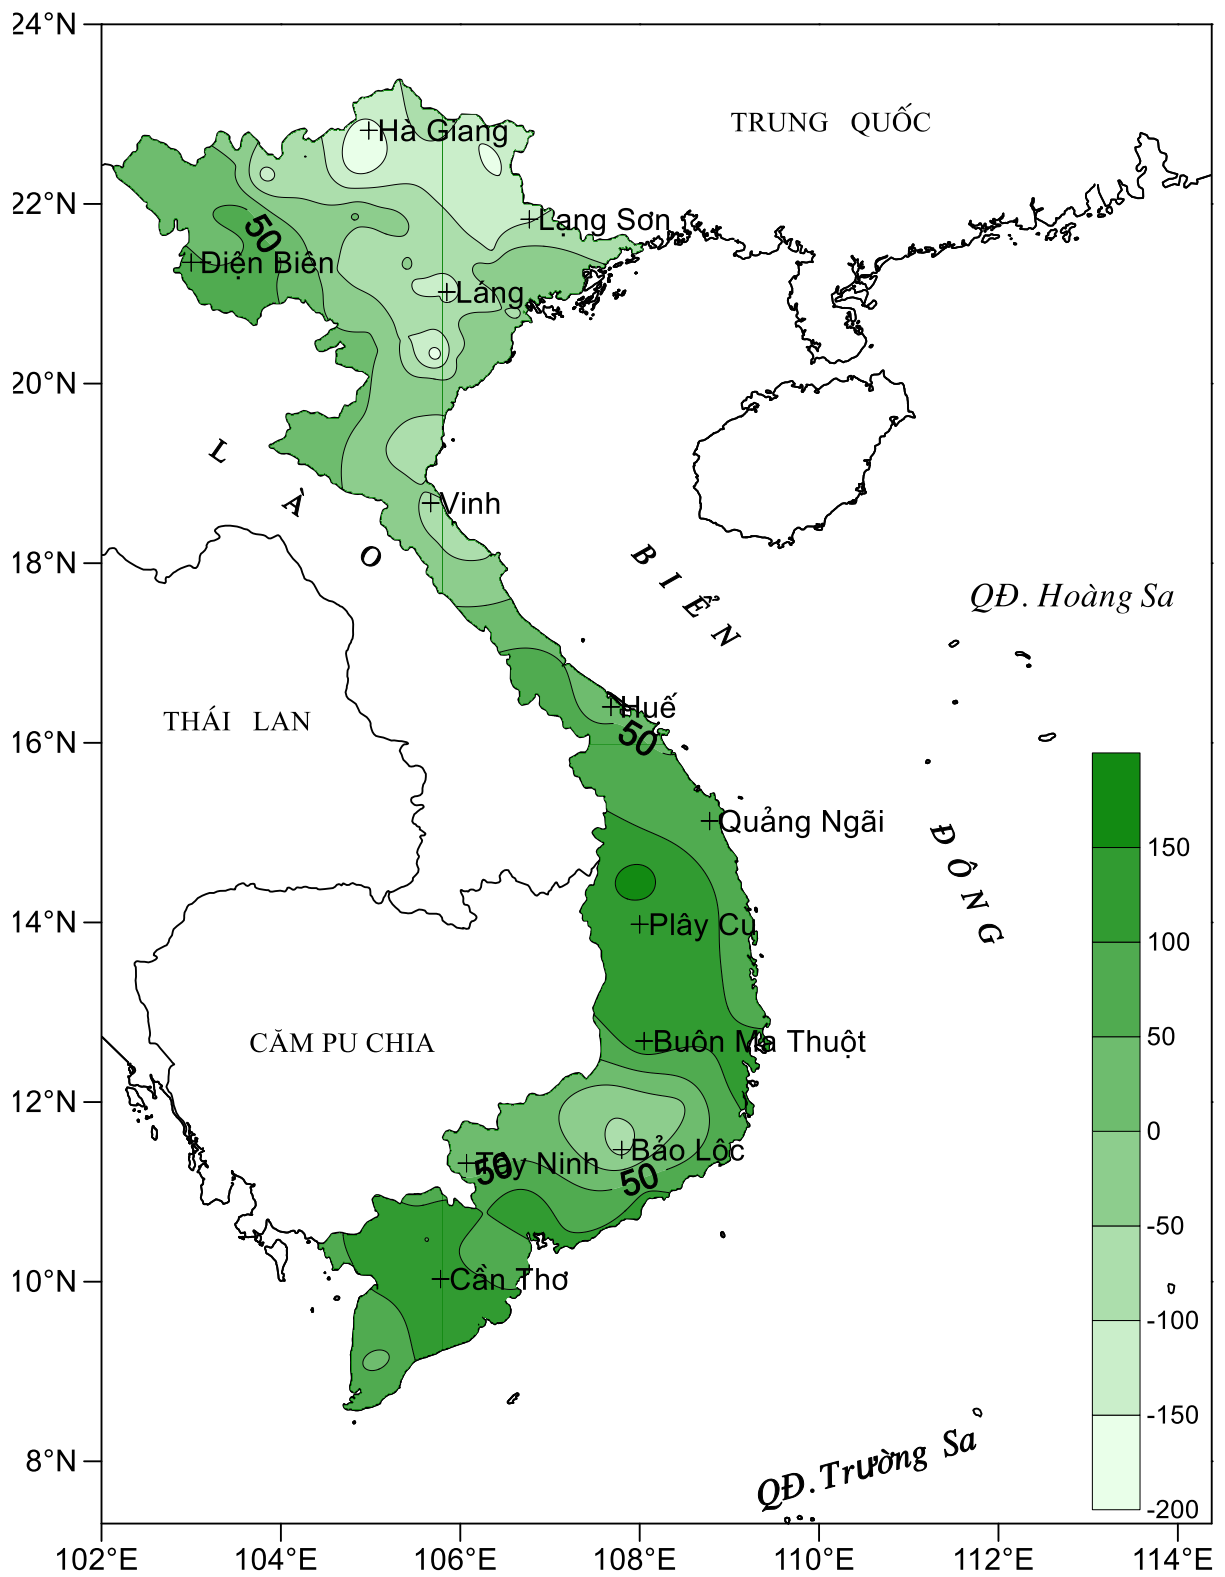 24°N
TRUNG QUỐC
Hà Giang
22°N
Lạng Sơn
50
Điện Biên
Láng
20°N
L
À
O
Vinh
18°N
BIỂN
QĐ. Hoàng Sa
THÁI LAN
Huế
50
16°N
Quảng Ngãi
ĐÔNG
150
14°N
Plây Cu
100
CĂM PU CHIA
Buôn Ma Thuột
50
12°N
0
Bảo Lộc
Tây Ninh
50
50
-50
10°N
Cần Thơ
-100
-150
8°N
QĐ. Trường Sa
-200
102°E 104°E 106°E 108°E 110°E 112°E 114°E